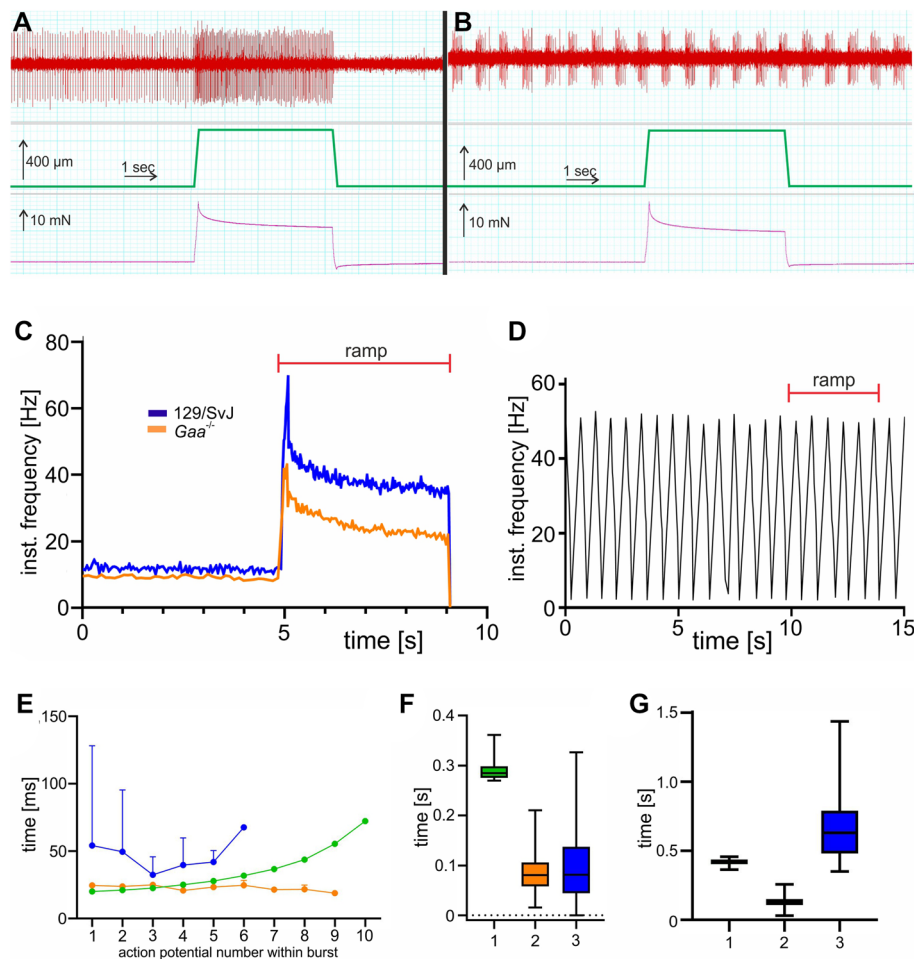 A
B
400 µm
1 sec
10 mN
400 µm
1 sec
10 mN
C
D
ramp
129/SvJ
Gaa-/-
inst. frequency [Hz]
80
60
40
20
0
0
5
10
time [s]
ramp
inst. frequency [Hz]
60
40
20
0
0
5
10
15
time [s]
E
F
G
time [ms]
150
100
50
0
1 2 3 4 5 6 7 8 9 10
action potential number within burst
time [s]
0.4
0.3
0.2
0.1
0
1 2 3
time [s]
1.5
1.0
0.5
0
1 2 3